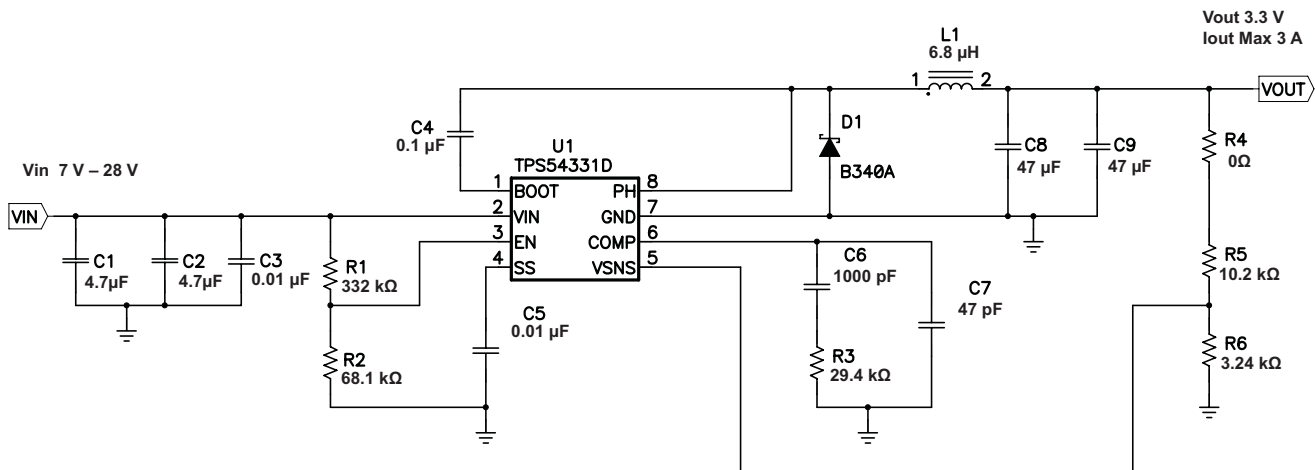 Vout 3.3 V
Iout Max 3 A
L1
6.8 µH
1
2
VOUT
C4
0.1 µF
D1
B340A
C8
47 µF
C9
47 µF
R4
0Ω
U1
TPS54331D
Vin 7 V – 28 V
VIN
1
BOOT
PH
8
2
VIN
GND
7
3
EN
COMP
6
4
SS
VSNS
5
C1
4.7µF
C2
4.7µF
C3
0.01 µF
R1
332 kΩ
C6
1000 pF
C7
47 pF
R5
10.2 kΩ
C5
0.01 µF
R2
68.1 kΩ
R3
29.4 kΩ
R6
3.24 kΩ